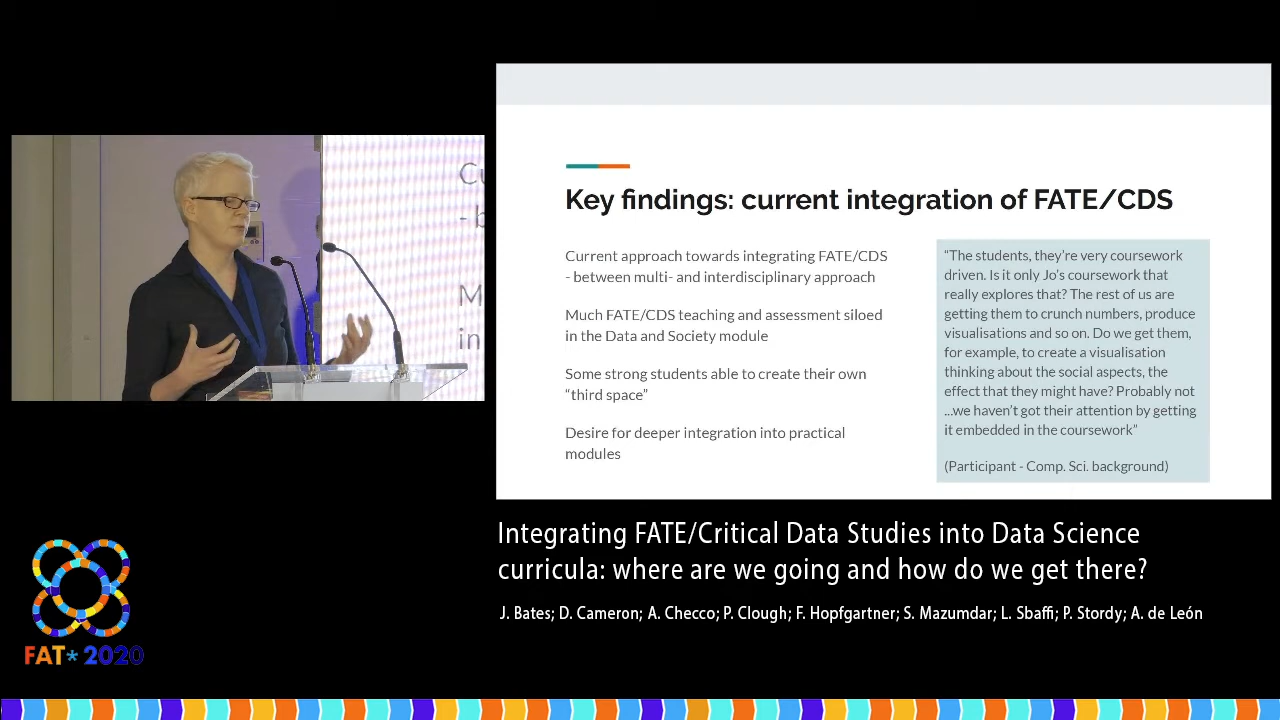 Key findings: current integration of FATE/CDS
Current approach towards integrating FATE/CDS
- between multi- and interdisciplinary approach
Much FATE/CDS teaching and assessment siloed
in the Data and Society module
Some strong students able to create their own
“third space”
Desire for deeper integration into practical
modules
“The students, they’re very coursework
driven. Is it only Jo’s coursework that
really explores that? The rest of us are
getting them to crunch numbers, produce
visualisations and so on. Do we get them,
for example, to create a visualisation
thinking about the social aspects, the
effect that they might have? Probably not
...we haven’t got their attention by getting
it embedded in the coursework”
(Participant - Comp. Sci. background)
Integrating FATE/Critical Data Studies into Data Science
curricula: where are we going and how do we get there?
J. Bates; D. Cameron; A. Checco; P. Clough; F. Hopfgartner; S. Mazumdar; L. Sbaffi; P. Stordy; A. de León
FAT* 2020